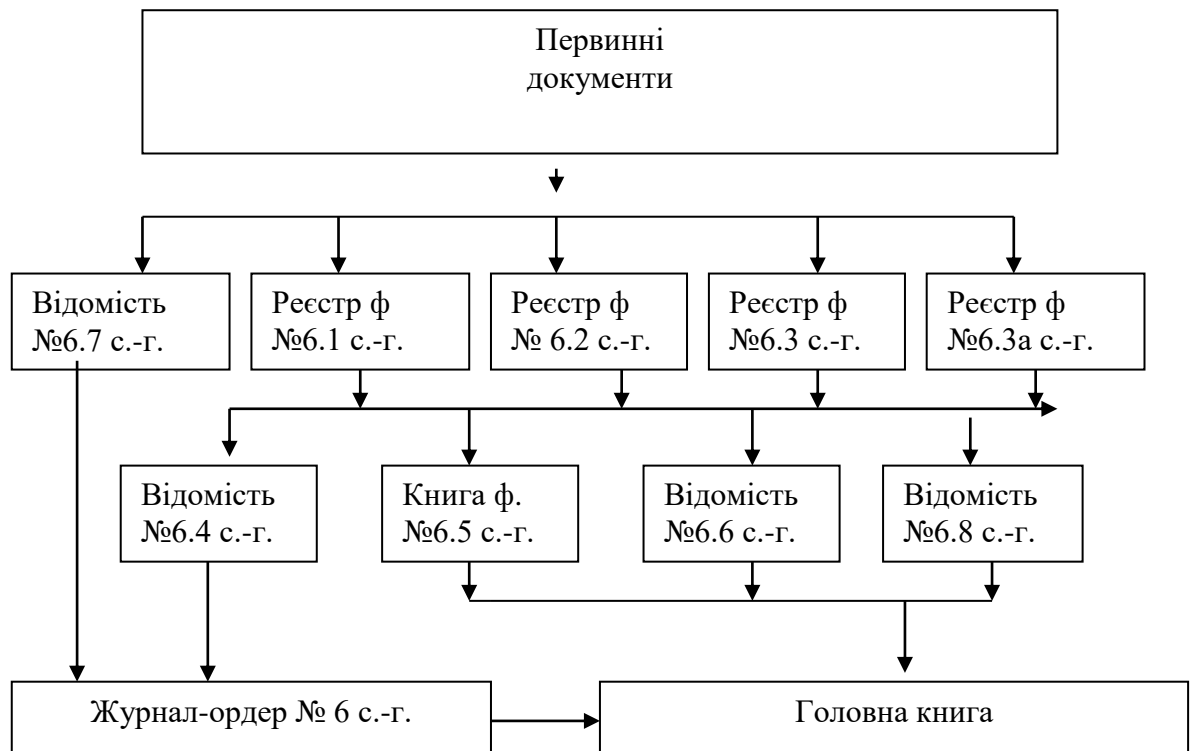 Первинні
документи
Відомість
№6.7 с.-г.
Реєстр ф
№6.1 с.-г.
Реєстр ф
№ 6.2 с.-г.
Реєстр ф
№6.3 с.-г.
Реєстр ф
№6.3а с.-г.
Відомість
№6.4 с.-г.
Книга ф.
№6.5 с.-г.
Відомість
№6.6 с.-г.
Відомість
№6.8 с.-г.
Журнал-ордер № 6 с.-г.
Головна книга